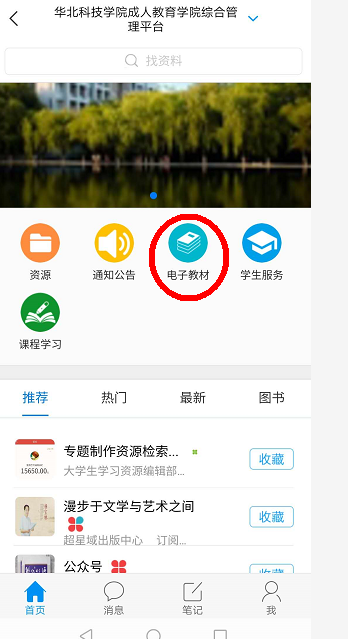 华北科技学院成人教育学院综合管
理平台
找资料
资源
通知公告
电子教材
学生服务
课程学习
推荐
热门
最新
图书
专题制作资源检索...
收藏
大学生学习资源编辑部...
15650.00.
漫步于文学与艺术之间
收藏
超星域出版中心 订阅...
公众号
收藏
首页
消息
笔记
我